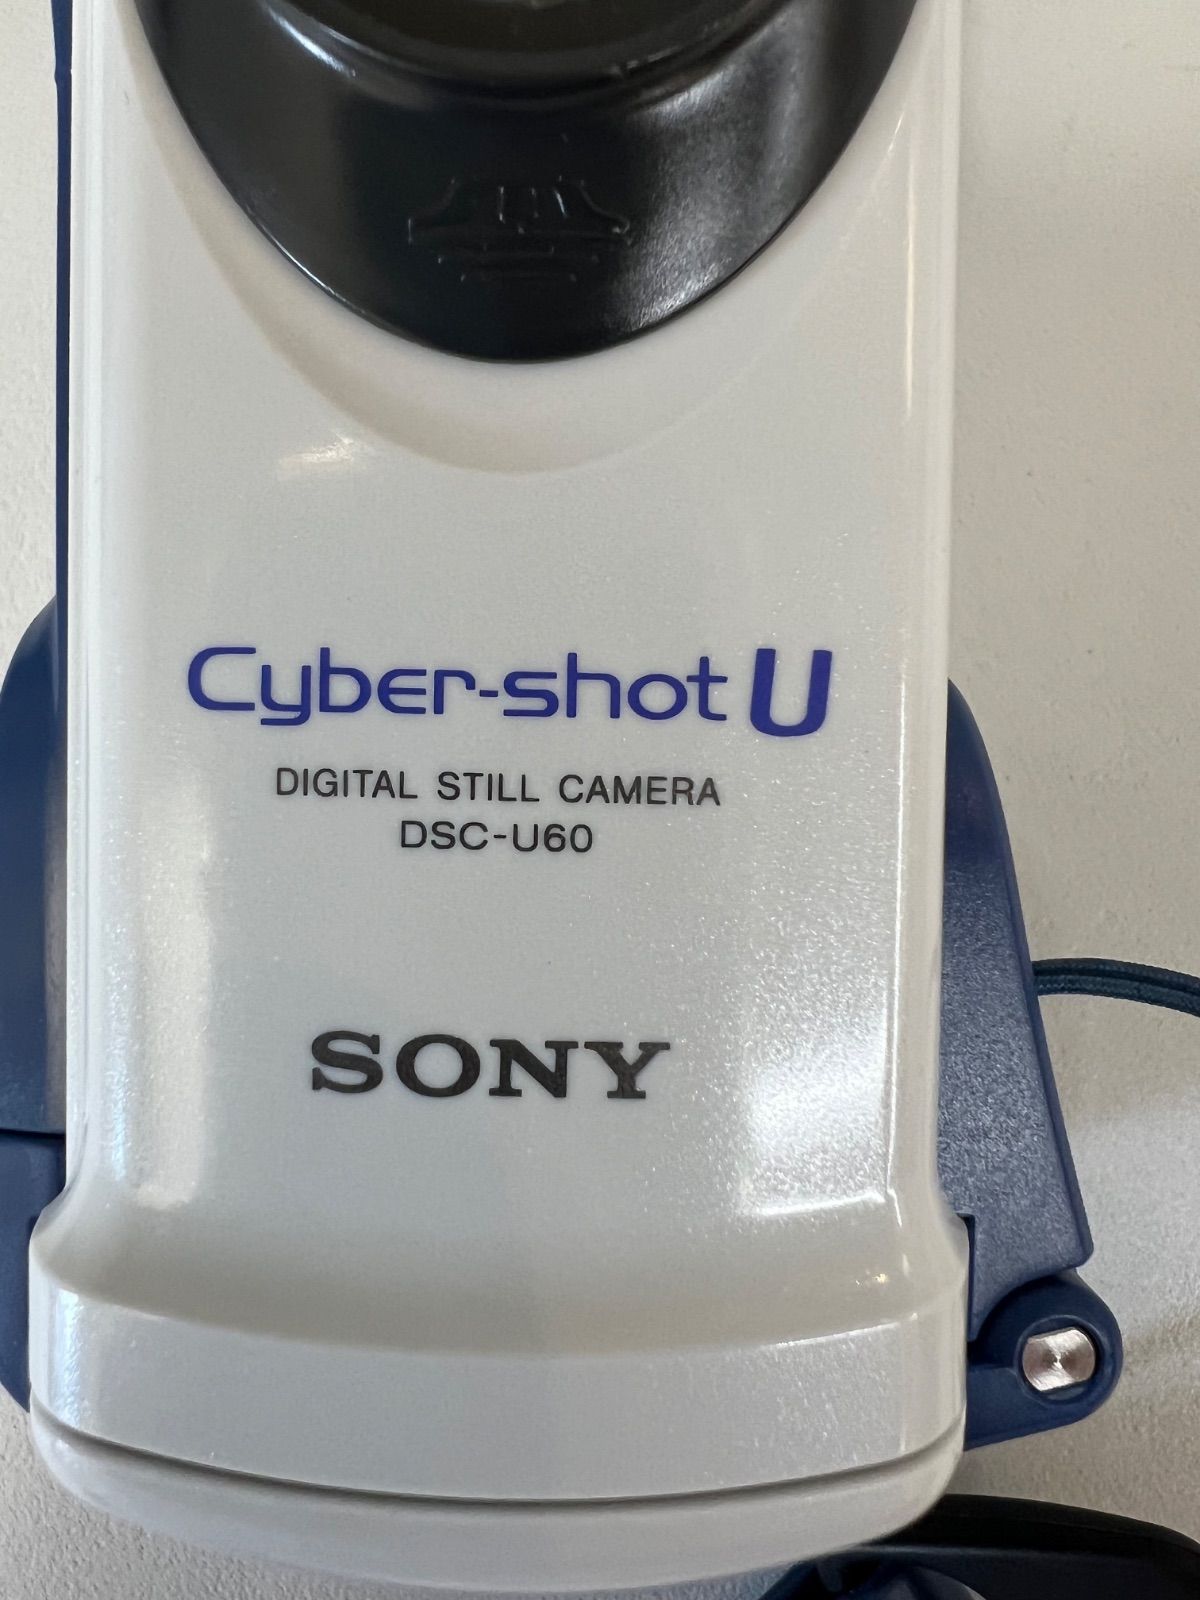 Cyber-shot U
DIGITAL STILL CAMERA
DSC-U60
SONY